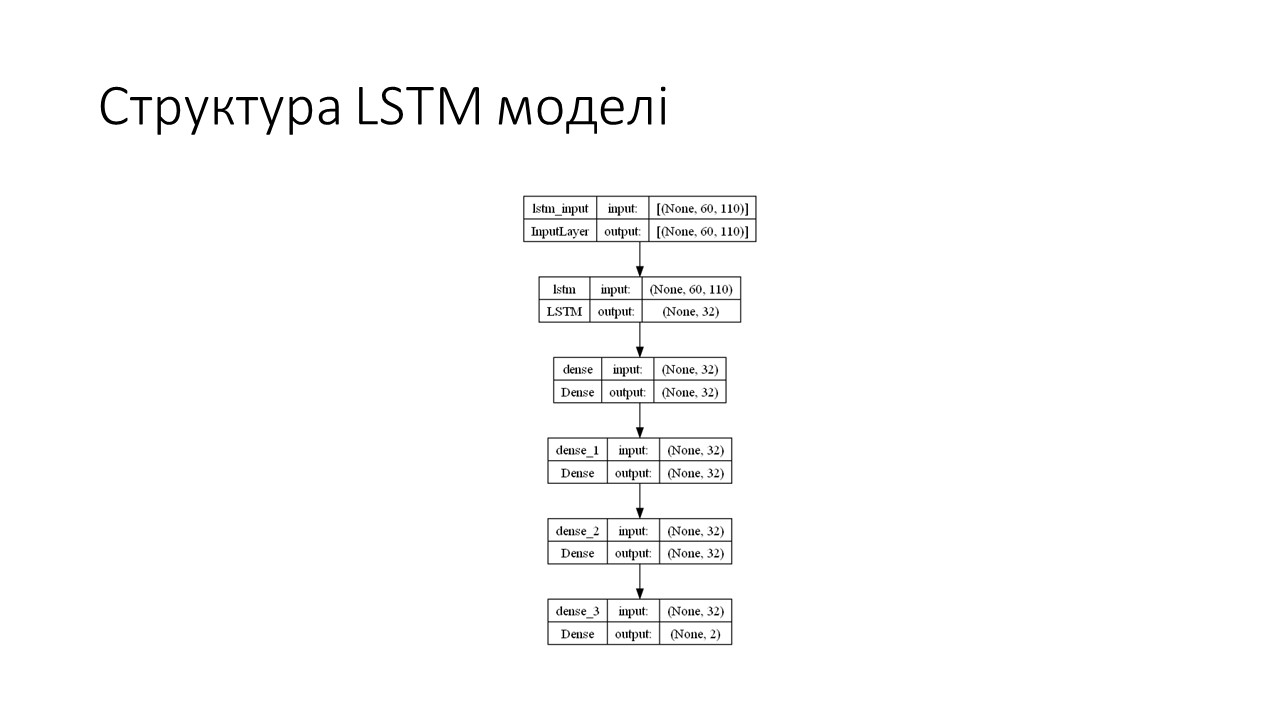 Структура LSTM моделі
lstm_input input: [(None, 60, 110)]
InputLayer output: [(None, 60, 110)]
lstm input: (None, 60, 110)
LSTM output: (None, 32)
dense input: (None, 32)
Dense output: (None, 32)
dense_1 input: (None, 32)
Dense output: (None, 32)
dense_2 input: (None, 32)
Dense output: (None, 32)
dense_3 input: (None, 32)
Dense output: (None, 2)